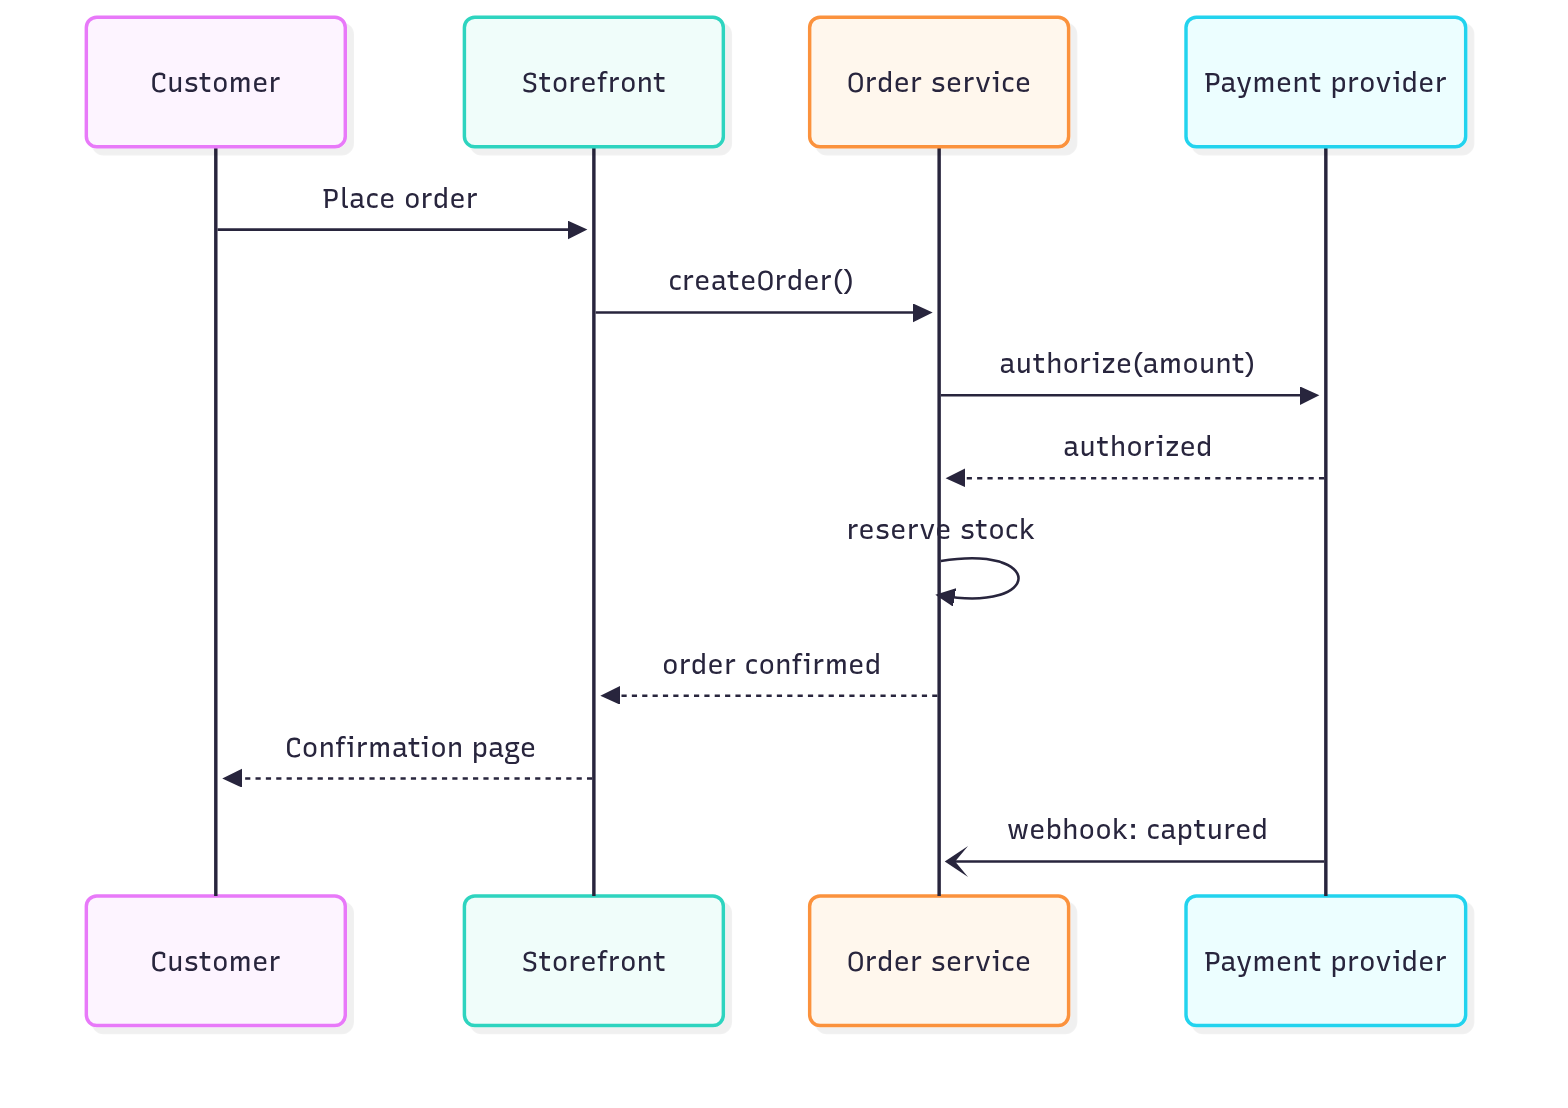 Customer
Storefront
Order service
Payment provider
Place order
createOrder()
authorize(amount)
authorized
reserve stock
order confirmed
Confirmation page
webhook: captured
Customer
Storefront
Order service
Payment provider